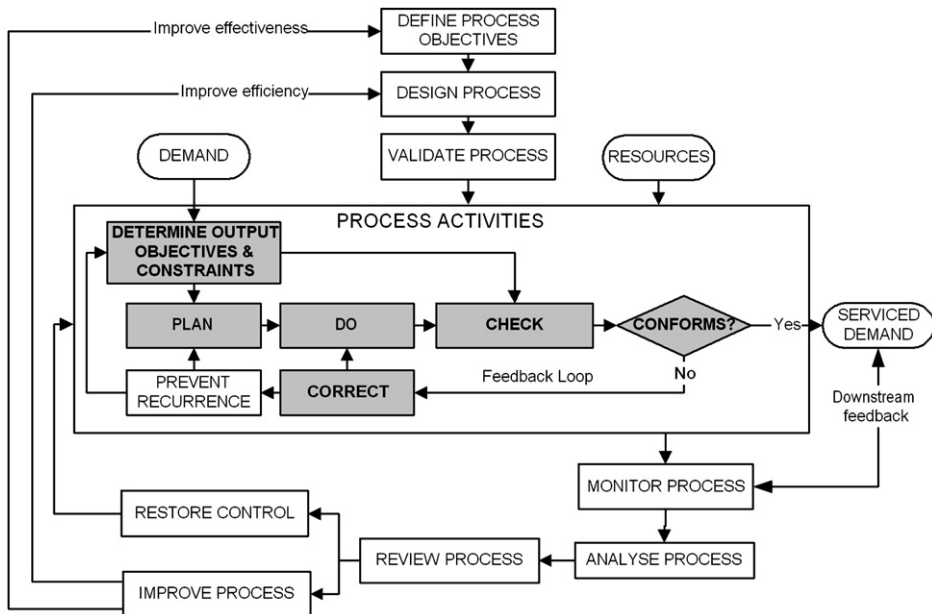 Improve effectiveness
DEFINE PROCESS
OBJECTIVES
Improve efficiency
DESIGN PROCESS
DEMAND
VALIDATE PROCESS
RESOURCES
PROCESS ACTIVITIES
DETERMINE OUTPUT
OBJECTIVES &
CONSTRAINTS
PLAN
DO
CHECK
CONFORMS?
Yes
SERVICED
DEMAND
PREVENT
RECURRENCE
CORRECT
Feedback Loop
No
Downstream
feedback
MONITOR PROCESS
RESTORE CONTROL
REVIEW PROCESS
ANALYSE PROCESS
IMPROVE PROCESS